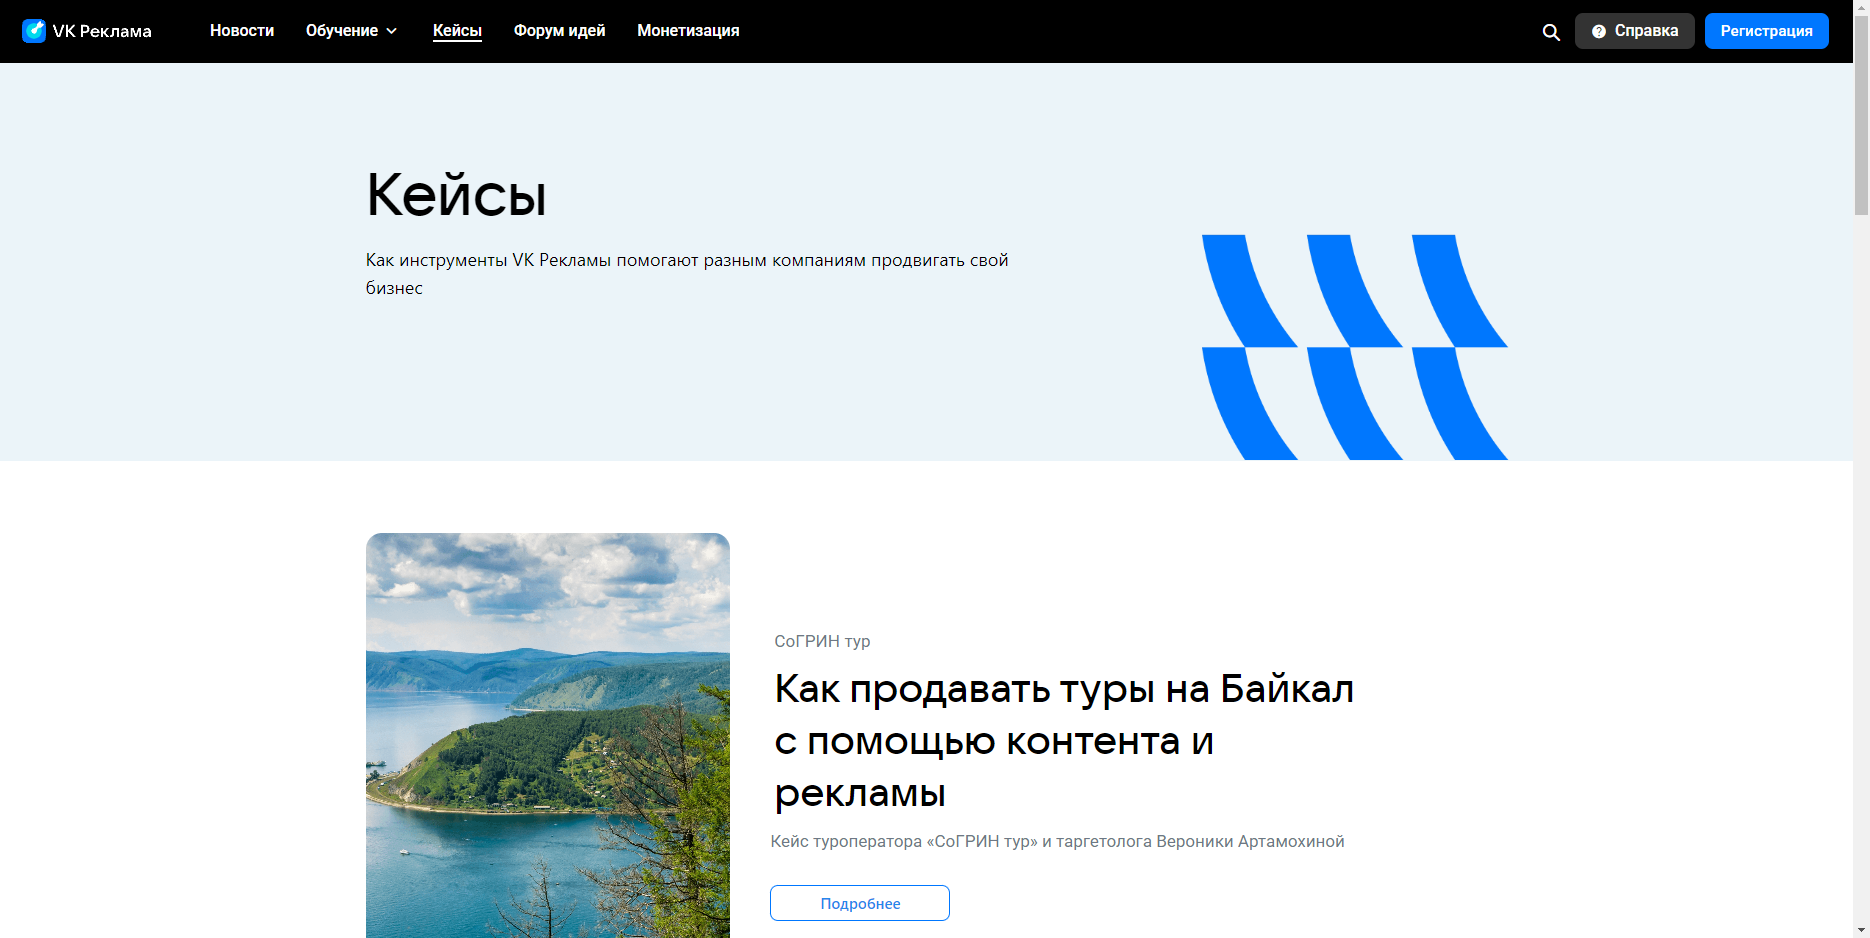 VK Реклама
Новости
Обучение
Кейсы
Форум идей
Монетизация
Справка
Регистрация
Кейсы
Как инструменты VK Рекламы помогают разным компаниям продвигать свой
бизнес
СоГРИН тур
Как продавать туры на Байкал
с помощью контента и
рекламы
Кейс туроператора «СоГРИН тур» и таргетолога Вероники Артамохиной
Подробнее